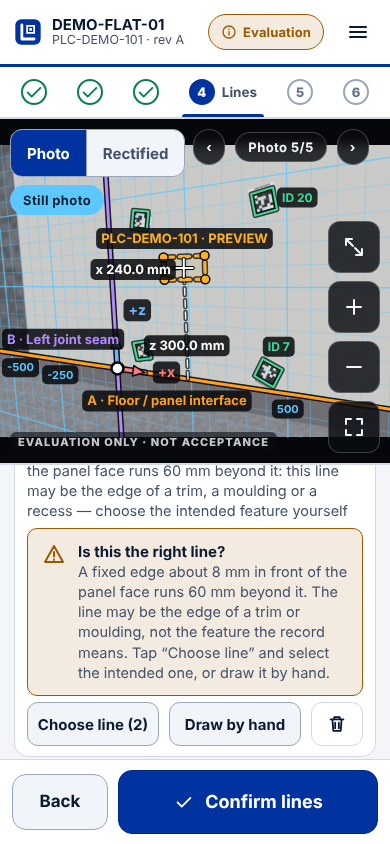 DEMO-FLAT-01
PLC-DEMO-101 · rev A
Evaluation
4 Lines
5
6
Photo
Rectified
‹
Photo 5/5
›
Still photo
ID 20
PLC-DEMO-101 · PREVIEW
x 240.0 mm
+z
B · Left joint seam
z 300.0 mm
ID 7
-500
-250
+x
A · Floor / panel interface
500
EVALUATION ONLY · NOT ACCEPTANCE
the panel face runs 60 mm beyond it: this line
may be the edge of a trim, a moulding or a
recess — choose the intended feature yourself
Is this the right line?
A fixed edge about 8 mm in front of the
panel face runs 60 mm beyond it. The
line may be the edge of a trim or
moulding, not the feature the record
means. Tap “Choose line” and select
the intended one, or draw it by hand.
Choose line (2)
Draw by hand
Back
Confirm lines